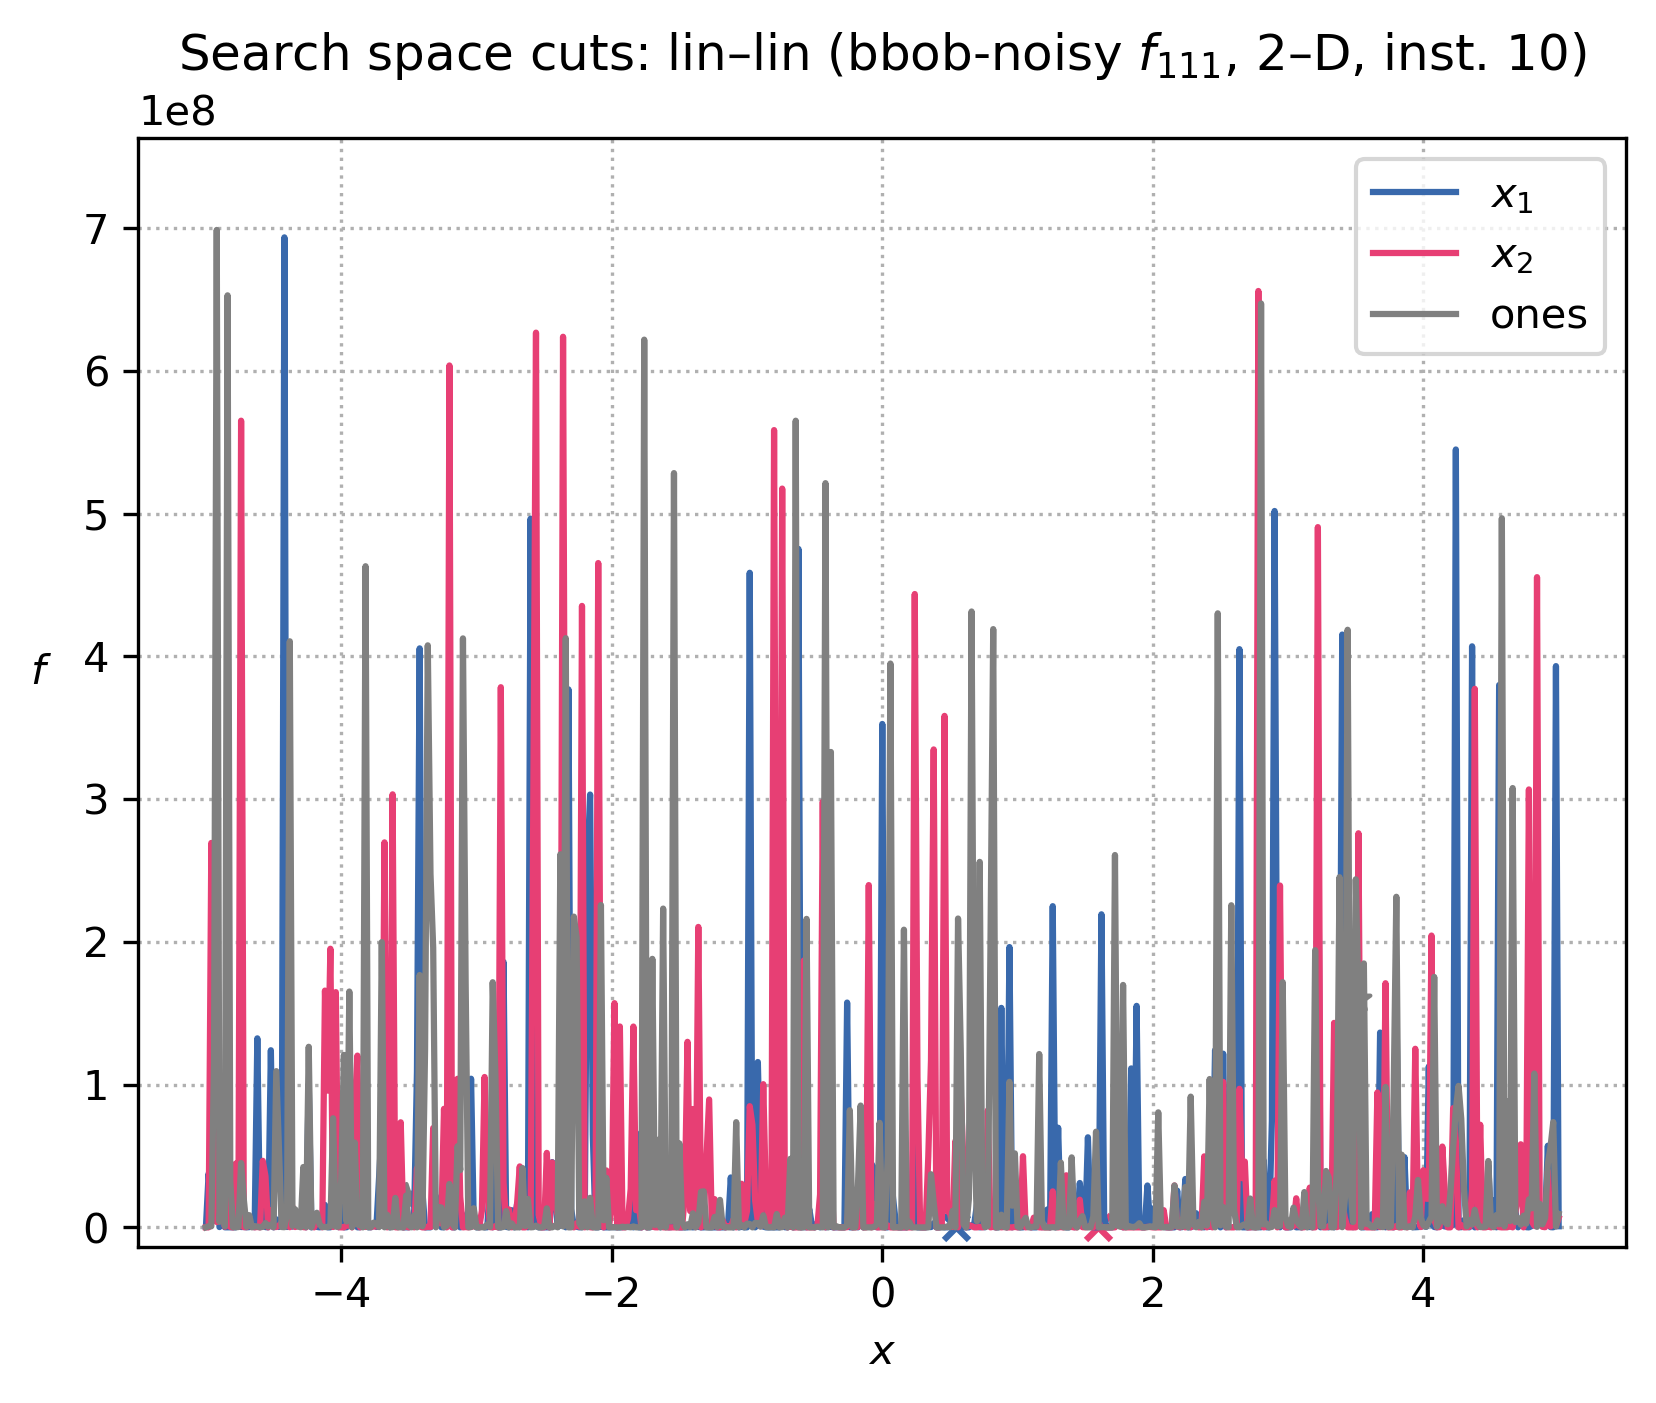 Search space cuts: lin–lin (bbob-noisy f₁₁₁, 2–D, inst. 10)
1e8
x₁
x₂
ones
7
6
5
4
3
2
1
0
f
−4
−2
0
2
4
x